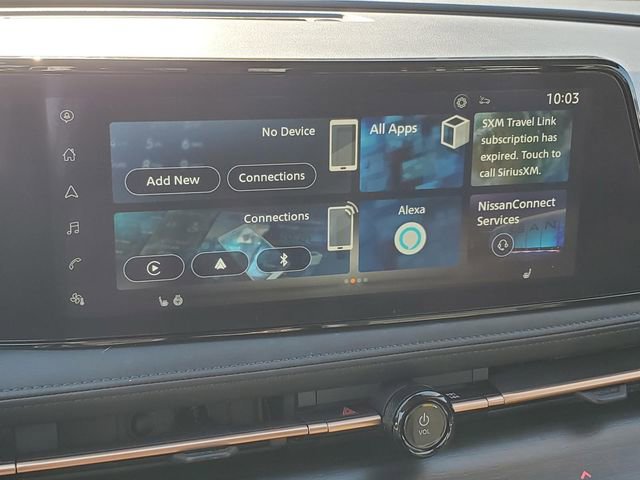 10:03
No Device
All Apps
SXM Travel Link
subscription has
expired. Touch to
call SiriusXM.
Add New
Connections
Connections
Alexa
NissanConnect
Services
VOL